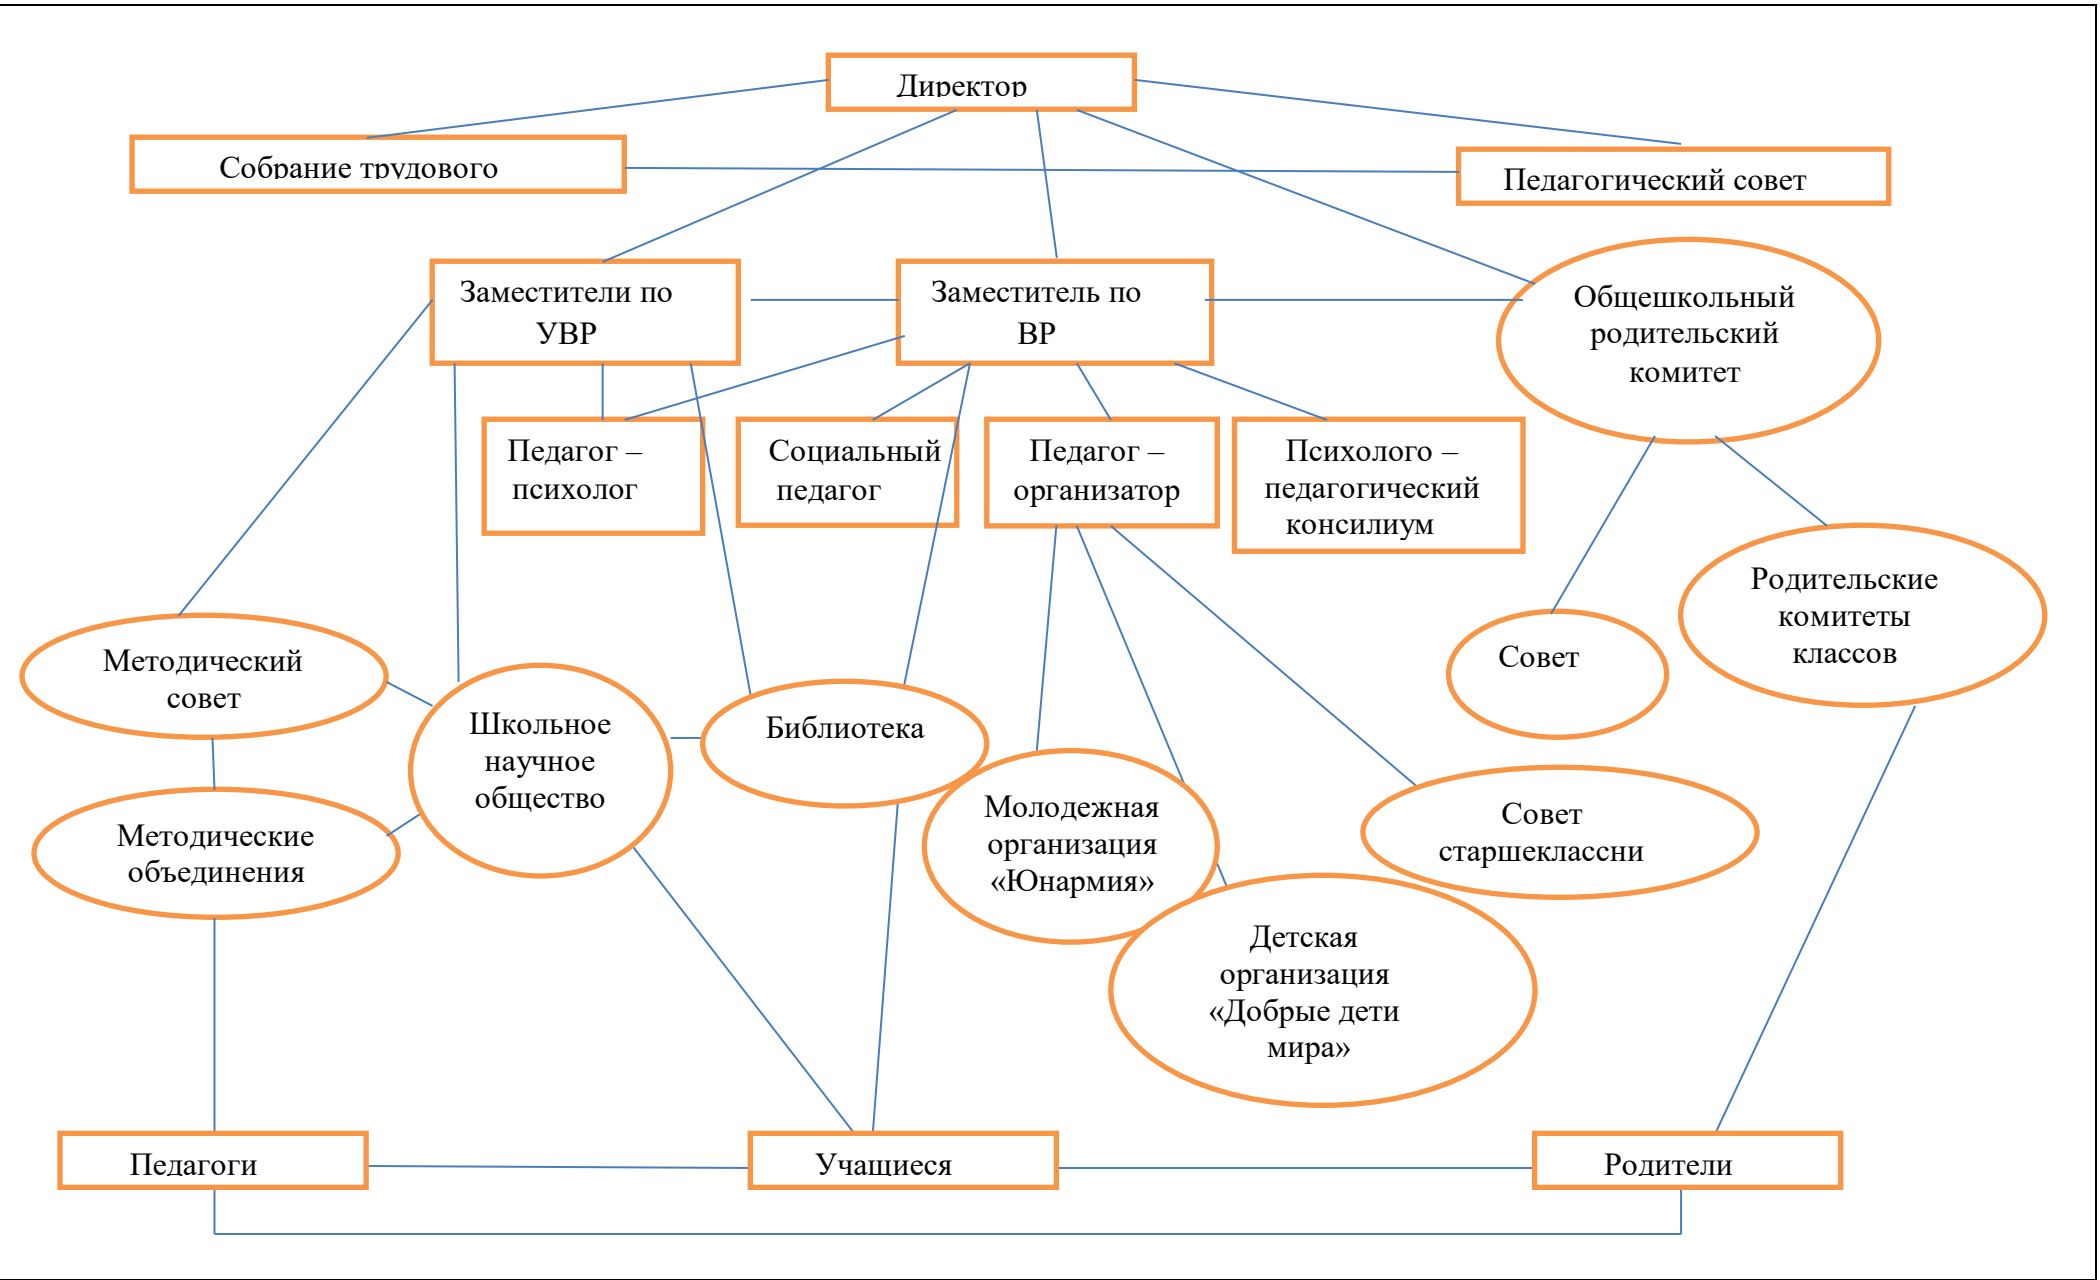 Директор
Собрание трудового
Педагогический совет
Заместители по
УВР
Заместитель по
ВР
Общешкольный
родительский
комитет
Педагог –
психолог
Социальный
педагог
Педагог –
организатор
Психолого –
педагогический
консилиум
Родительские
комитеты
классов
Совет
Методический
совет
Школьное
научное
общество
Библиотека
Молодежная
организация
«Юнармия»
Совет
старшеклассни
Методические
объединения
Детская
организация
«Добрые дети
мира»
Педагоги
Учащиеся
Родители